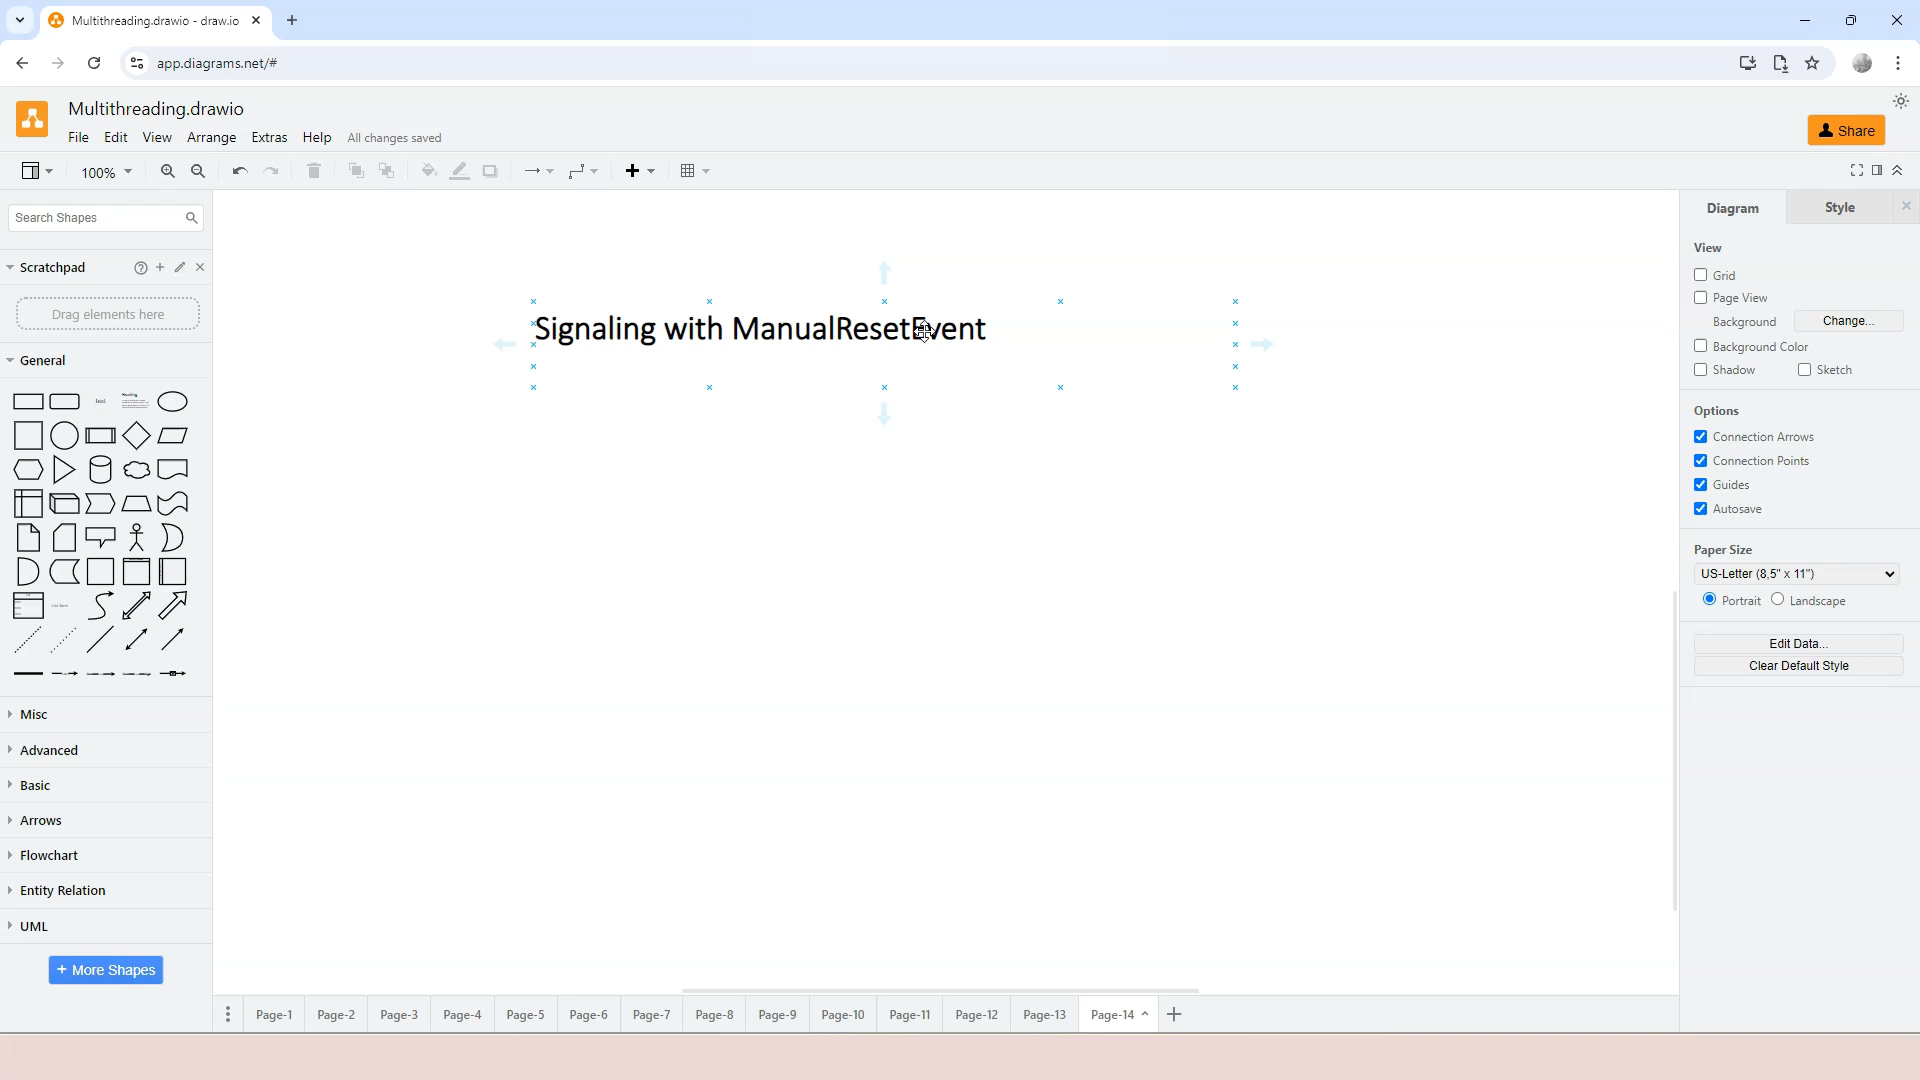 Multithreading.drawio - draw.io
app.diagrams.net/#
Multithreading.drawio
File Edit View Arrange Extras Help All changes saved
Share
100%
Search Shapes
Scratchpad
Drag elements here
General
Text
Heading
Misc
Advanced
Basic
Arrows
Flowchart
Entity Relation
UML
+ More Shapes
Signaling with ManualResetEvent
Page-1 Page-2 Page-3 Page-4 Page-5 Page-6 Page-7 Page-8 Page-9 Page-10 Page-11 Page-12 Page-13 Page-14
Diagram Style
View
Grid
Page View
Background Change...
Background Color
Shadow Sketch
Options
Connection Arrows
Connection Points
Guides
Autosave
Paper Size
US-Letter (8,5" x 11")
Portrait Landscape
Edit Data...
Clear Default Style